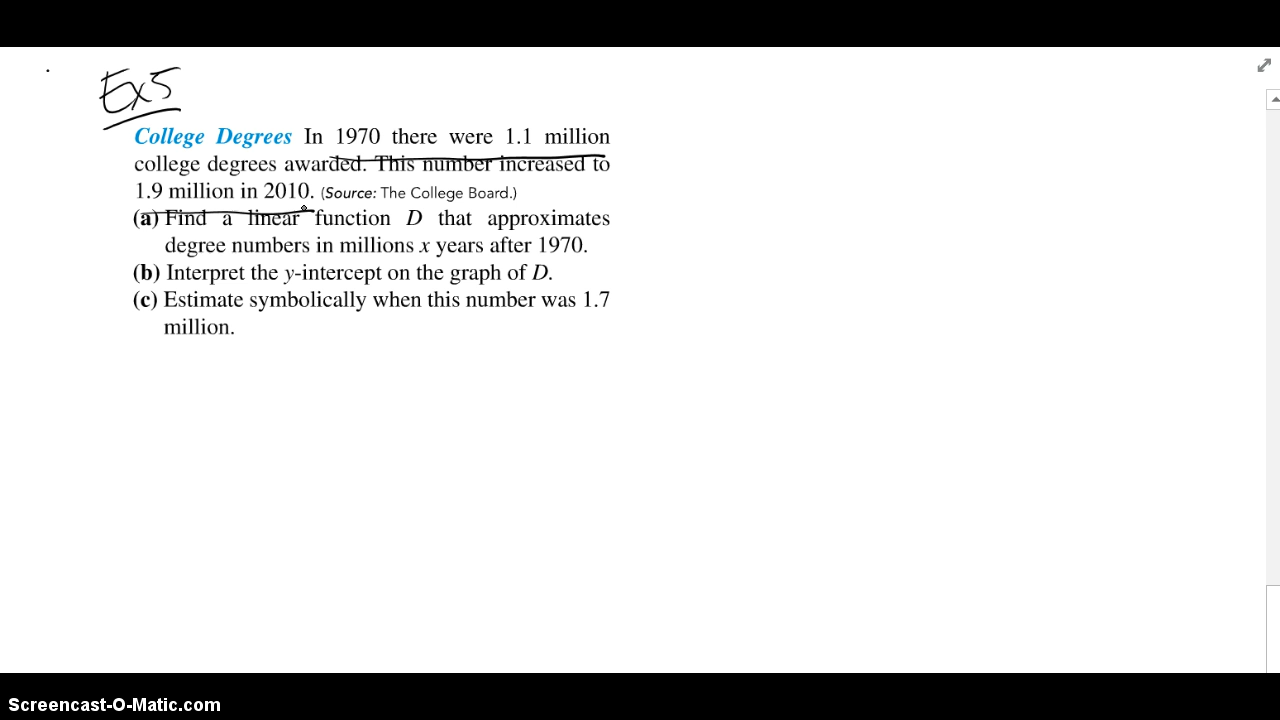 Ex5
College Degrees In 1970 there were 1.1 million
college degrees awarded. This number increased to
1.9 million in 2010. (Source: The College Board.)
(a) Find a linear function D that approximates
degree numbers in millions x years after 1970.
(b) Interpret the y-intercept on the graph of D.
(c) Estimate symbolically when this number was 1.7
million.
Screencast-O-Matic.com